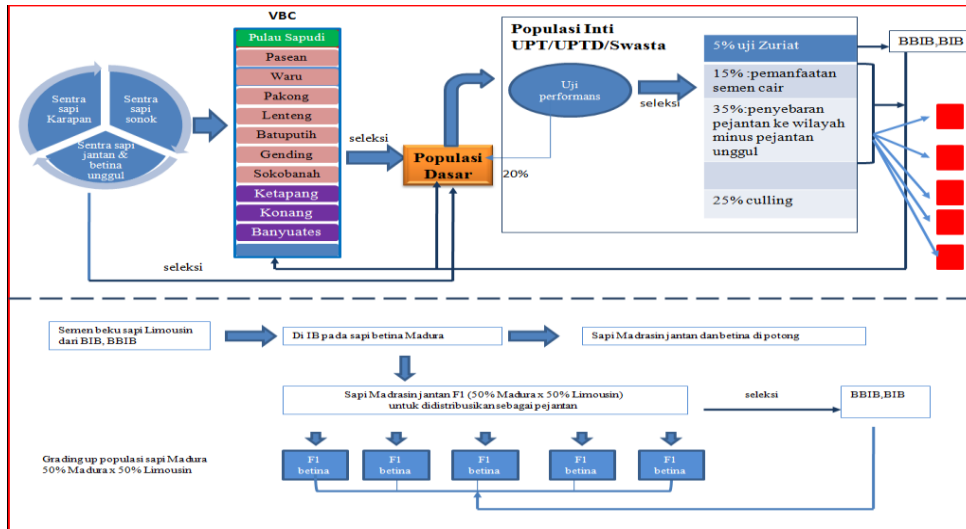 VBC
Pulau Sapudi
Pasean
Waru
Pakong
Lenteng
Batuputih
Gending
Sokobanah
Ketapang
Konang
Banyuates
Sentra
sapi
Karapan
Sentra
sapi
sonok
Sentra sapi
jantan &
betina
unggul
seleksi
seleksi
Populasi
Dasar
20%
Populasi Inti
UPT/UPTD/Swasta
Uji
performans
seleksi
5% uji Zuriat
15% :pemanfaatan
semen cair
35%:penyebaran
pejantan ke wilayah
minus pejantan
unggul
25% culling
BBIB,BIB
Semen beku sapi Limousin
dari BIB, BBIB
Di IB pada sapi betina Madura
Sapi Madrasin jantan dan betina di potong
Sapi Madrasin jantan F1 (50% Madura x 50% Limousin)
untuk didistribusikan sebagai pejantan
seleksi
BBIB,BIB
Grading up populasi sapi Madura
50% Madura x 50% Limousin
F1
betina
F1
betina
F1
betina
F1
betina
F1
betina